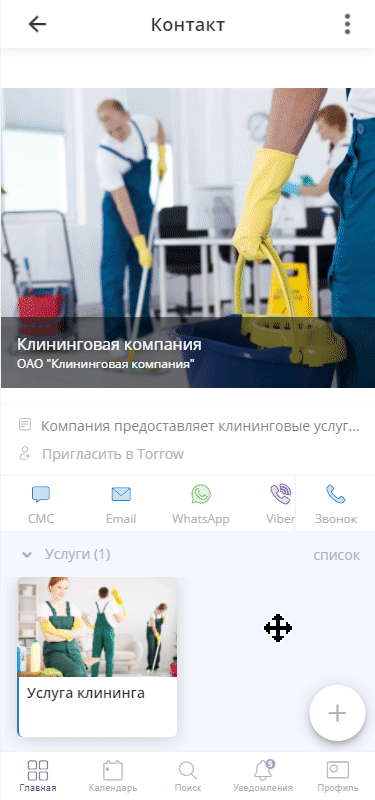 Контакт
Клининговая компания
ОАО "Клининговая компания"
Компания предоставляет клининговые услуг...
Пригласить в Torrow
СМС
Email
WhatsApp
Viber
Звонок
Услуги (1)
список
Услуга клининга
5
Главная
Календарь
Поиск
Уведомления
Профиль